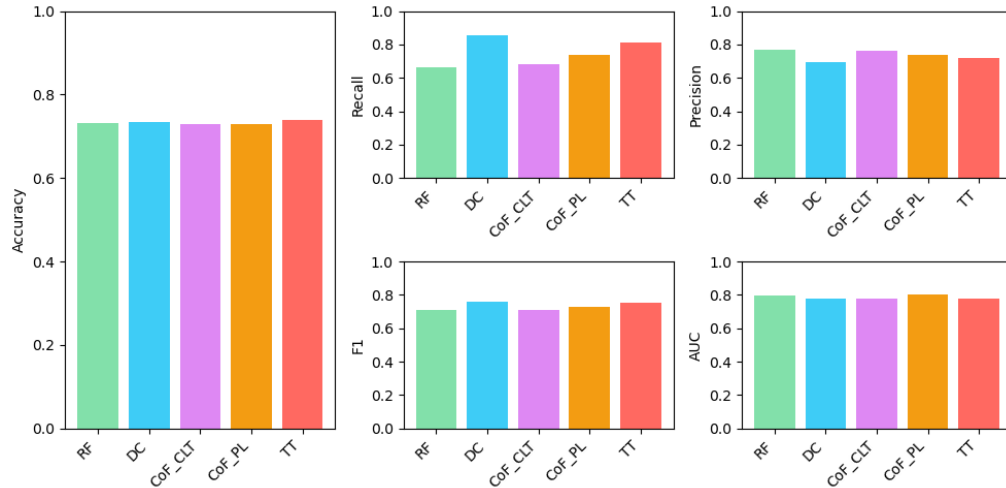 Accuracy
1.0
0.8
0.6
0.4
0.2
0.0
RF
DC
CoF_CLT
CoF_PL
TT
Recall
1.0
0.8
0.6
0.4
0.2
0.0
RF
DC
CoF_CLT
CoF_PL
TT
Precision
1.0
0.8
0.6
0.4
0.2
0.0
RF
DC
CoF_CLT
CoF_PL
TT
F1
1.0
0.8
0.6
0.4
0.2
0.0
RF
DC
CoF_CLT
CoF_PL
TT
AUC
1.0
0.8
0.6
0.4
0.2
0.0
RF
DC
CoF_CLT
CoF_PL
TT